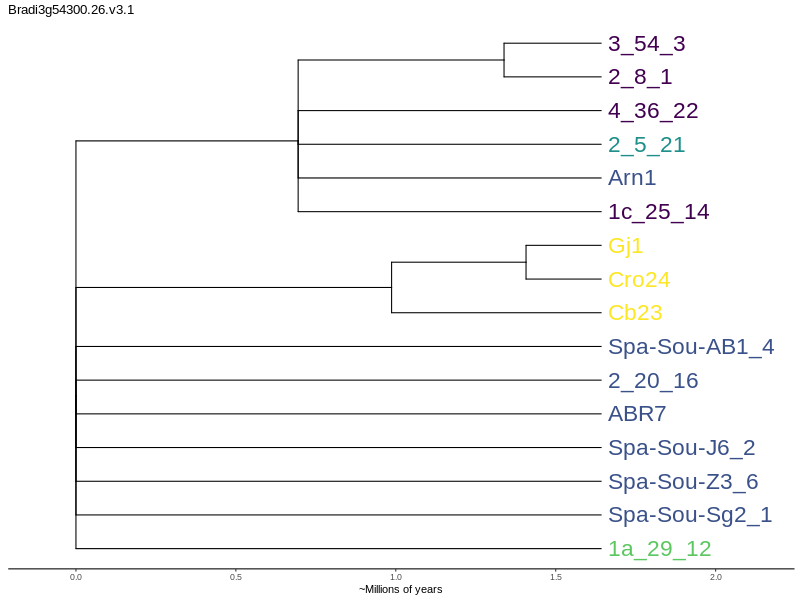 Bradi3g54300.26.v3.1
3_54_3
2_8_1
4_36_22
2_5_21
Arn1
1c_25_14
Gj1
Cro24
Cb23
Spa-Sou-AB1_4
2_20_16
ABR7
Spa-Sou-J6_2
Spa-Sou-Z3_6
Spa-Sou-Sg2_1
1a_29_12
0.0 0.5 1.0 1.5 2.0
~Millions of years